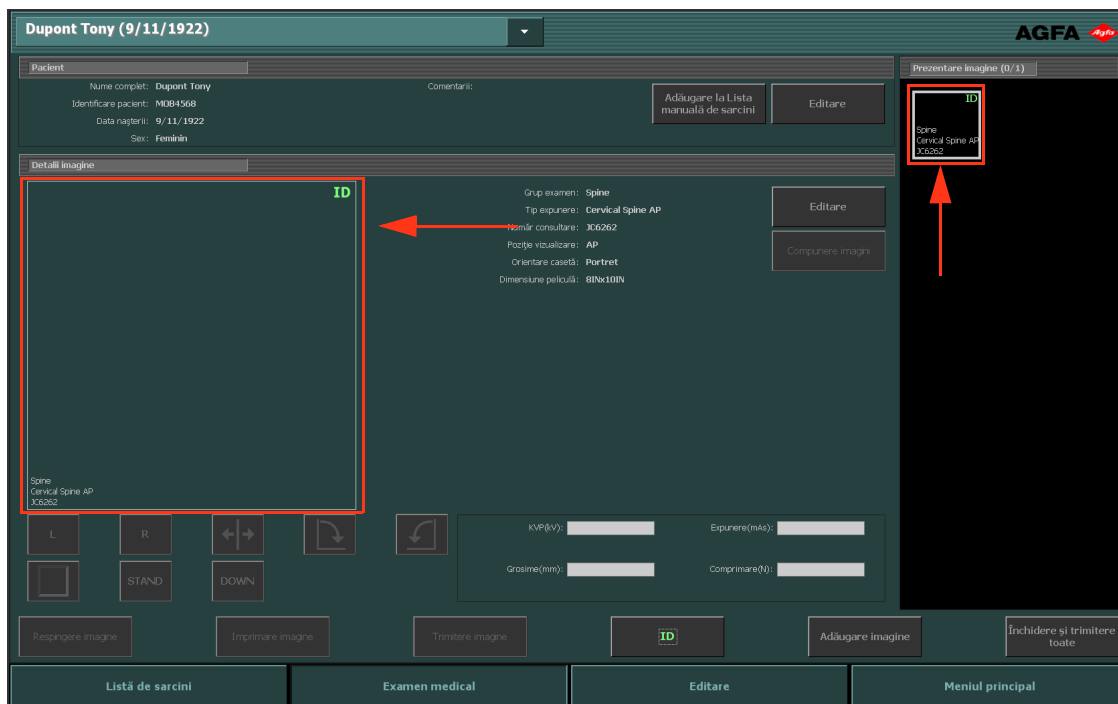 Dupont Tony (9/11/1922)
AGFA
Agfa
Pacient
Nume complet: Dupont Tony
Identificare pacient: MOB4568
Data naşterii: 9/11/1922
Sex: Feminin
Comentarii:
Adăugare la Lista
manuală de sarcini
Editare
Prezentare imagine (0/1)
ID
Spine
Cervical Spine AP
JC6262
Detalii imagine
ID
Spine
Cervical Spine AP
JC6262
Grup examen: Spine
Tip expunere: Cervical Spine AP
Număr consultare: JC6262
Poziţie vizualizare: AP
Orientare casetă: Portret
Dimensiune peliculă: 8INx10IN
Editare
Compunere imagini
L
R
STAND
DOWN
KVP(kV):
Expunere(mAs):
Grosime(mm):
Comprimare(N):
Respingere imagine
Imprimare imagine
Trimitere imagine
ID
Adăugare imagine
Închidere şi trimitere
toate
Listă de sarcini
Examen medical
Editare
Meniul principal